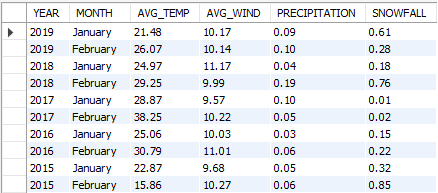 YEAR MONTH AVG_TEMP AVG_WIND PRECIPITATION SNOWFALL
2019 January 21.48 10.17 0.09 0.61
2019 February 26.07 10.14 0.10 0.28
2018 January 24.97 11.17 0.04 0.18
2018 February 29.25 9.99 0.19 0.76
2017 January 28.87 9.57 0.10 0.01
2017 February 38.25 10.22 0.05 0.02
2016 January 25.06 10.03 0.03 0.15
2016 February 30.79 11.01 0.06 0.22
2015 January 22.87 9.68 0.05 0.32
2015 February 15.86 10.27 0.06 0.85